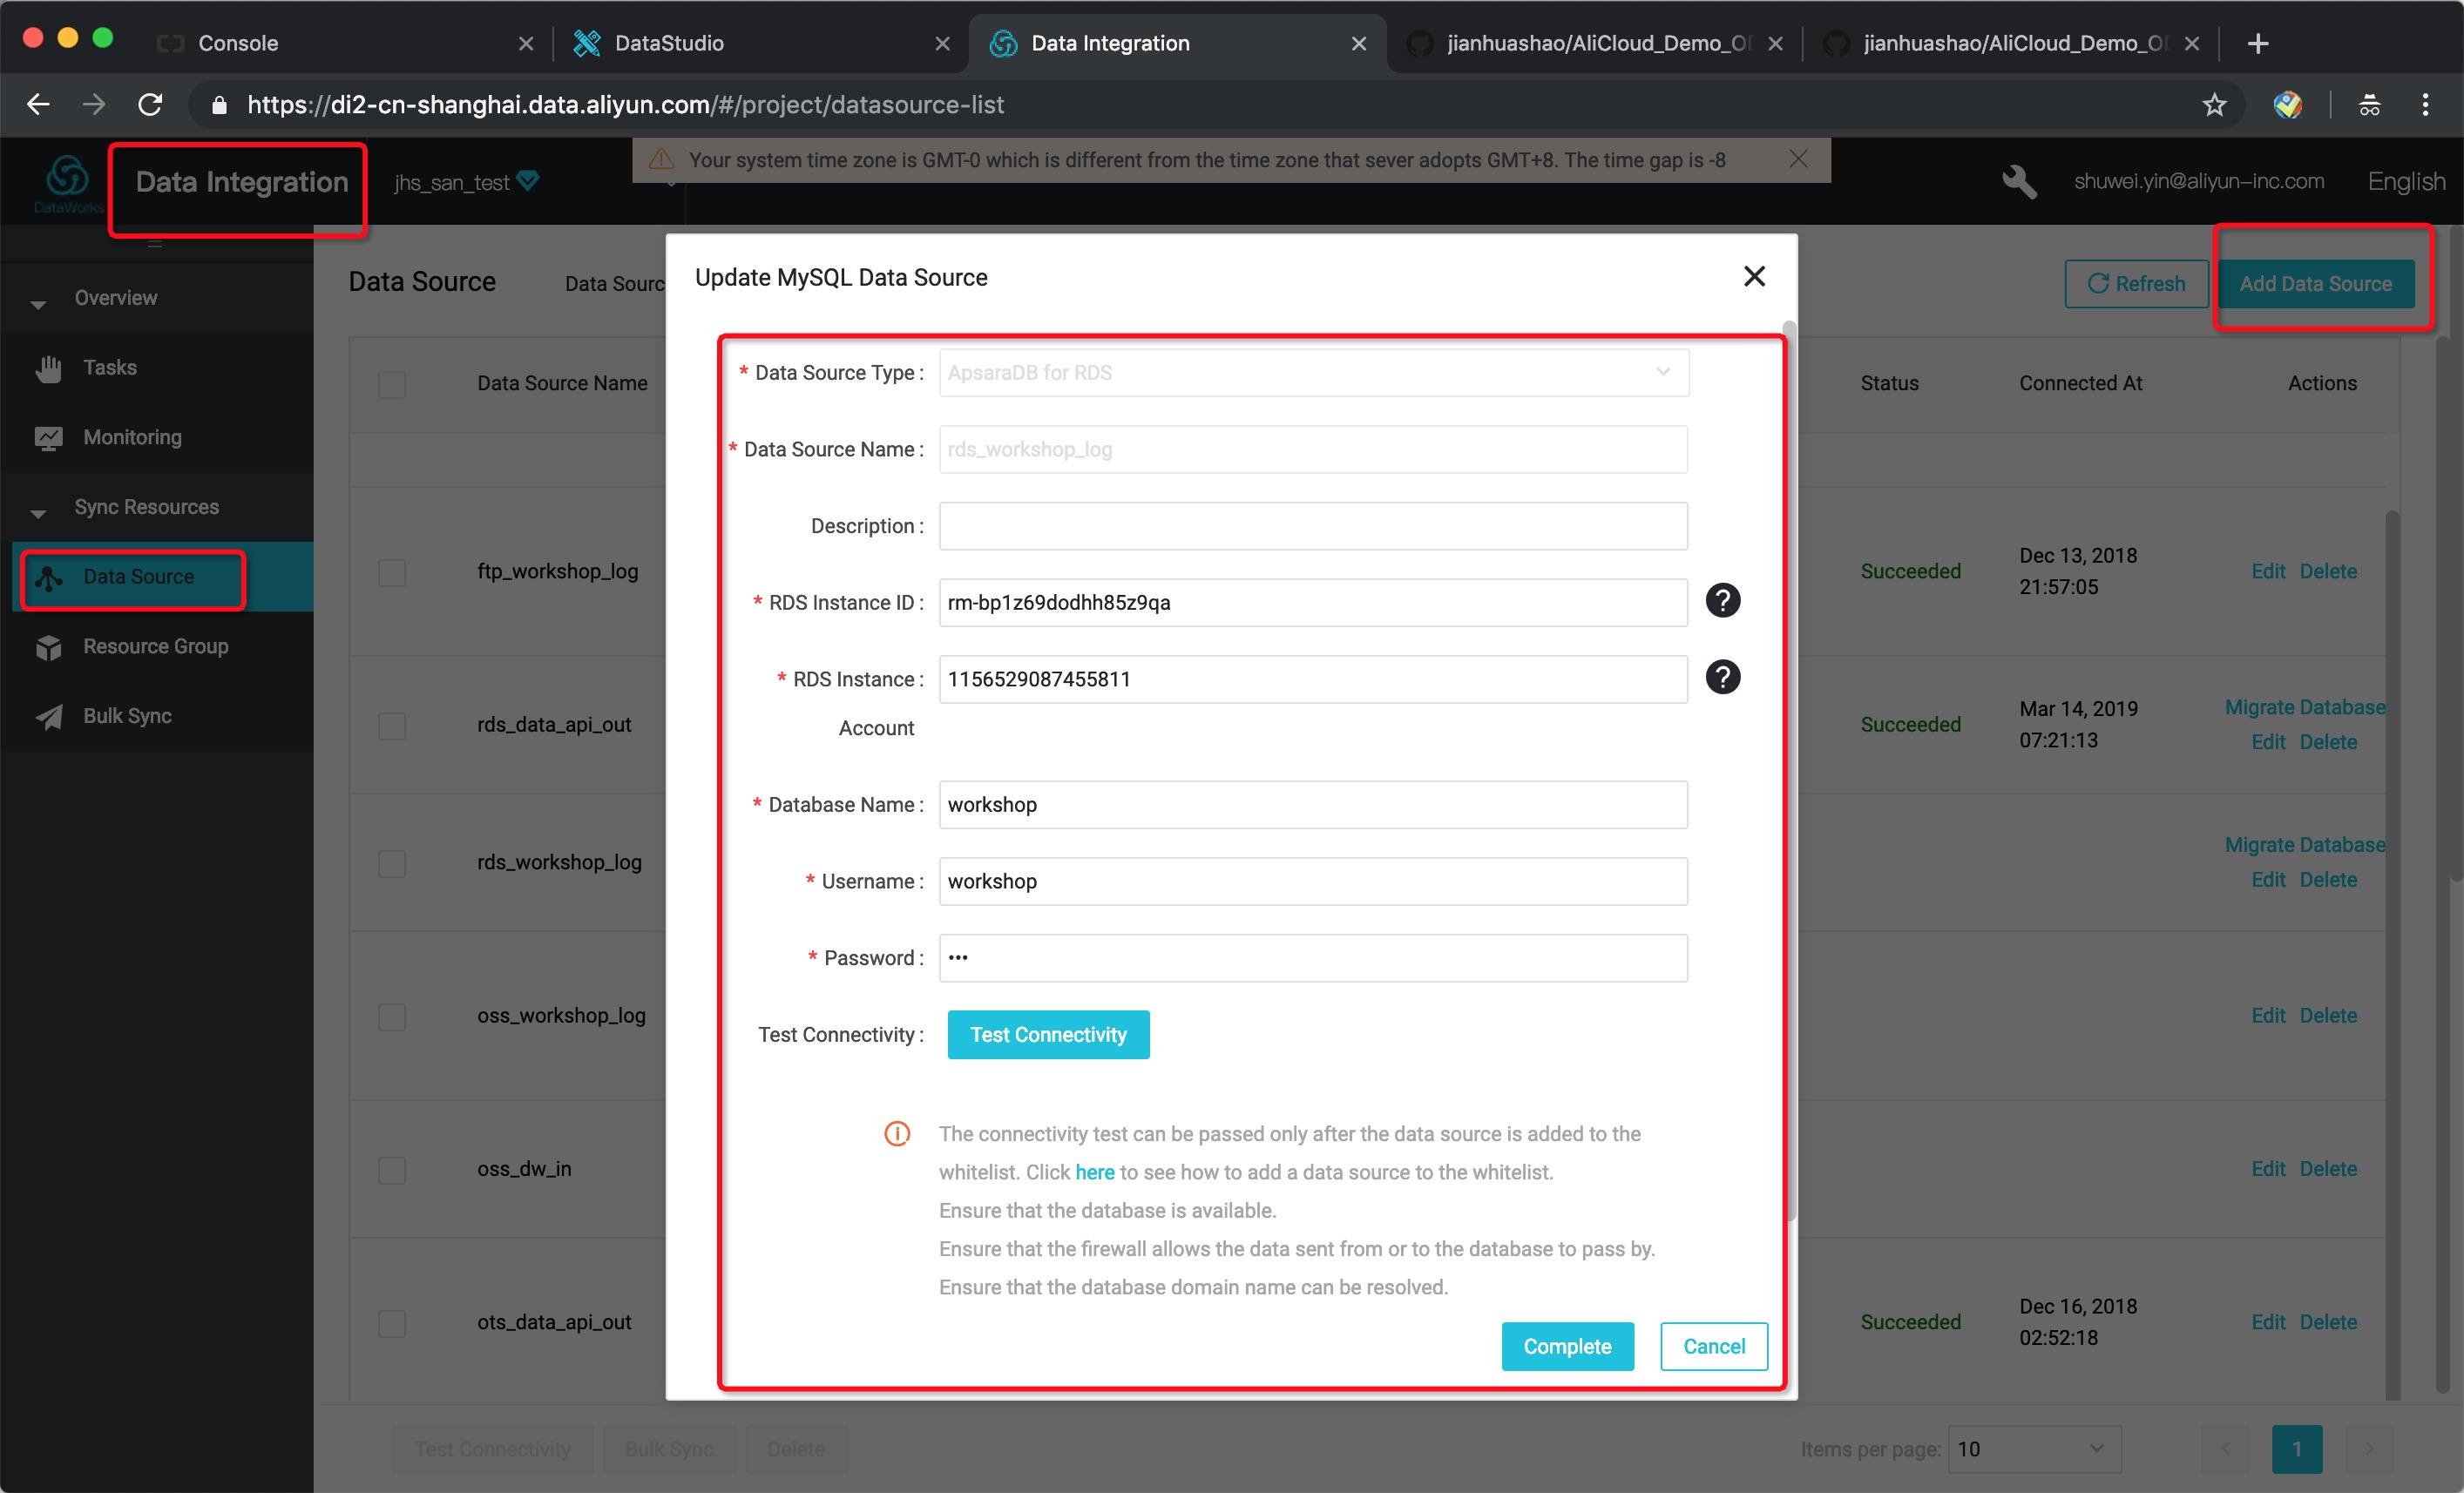 Console
DataStudio
Data Integration
jianhuashao/AliCloud_Demo_O
jianhuashao/AliCloud_Demo_O
https://di2-cn-shanghai.data.aliyun.com/#/project/datasource-list
DataWorks
Data Integration
jhs_san_test
Your system time zone is GMT-0 which is different from the time zone that sever adopts GMT+8. The time gap is -8
shuwei.yin@aliyun-inc.com
English
Overview
Tasks
Monitoring
Sync Resources
Data Source
Resource Group
Bulk Sync
Data Source
Data Sourc
Refresh
Add Data Source
Data Source Name
Status
Connected At
Actions
ftp_workshop_log
Succeeded
Dec 13, 2018
21:57:05
Edit Delete
rds_data_api_out
Succeeded
Mar 14, 2019
07:21:13
Migrate Database
Edit Delete
rds_workshop_log
Migrate Database
Edit Delete
oss_workshop_log
Edit Delete
oss_dw_in
Edit Delete
ots_data_api_out
Succeeded
Dec 16, 2018
02:52:18
Edit Delete
Update MySQL Data Source
* Data Source Type : ApsaraDB for RDS
* Data Source Name : rds_workshop_log
Description :
* RDS Instance ID : rm-bp1z69dodhh85z9qa
?
* RDS Instance : 1156529087455811
?
Account
* Database Name : workshop
* Username : workshop
* Password : •••
Test Connectivity : Test Connectivity
The connectivity test can be passed only after the data source is added to the
whitelist. Click here to see how to add a data source to the whitelist.
Ensure that the database is available.
Ensure that the firewall allows the data sent from or to the database to pass by.
Ensure that the database domain name can be resolved.
Complete
Cancel
Test Connectivity
Bulk Sync
Delete
Items per page: 10
1